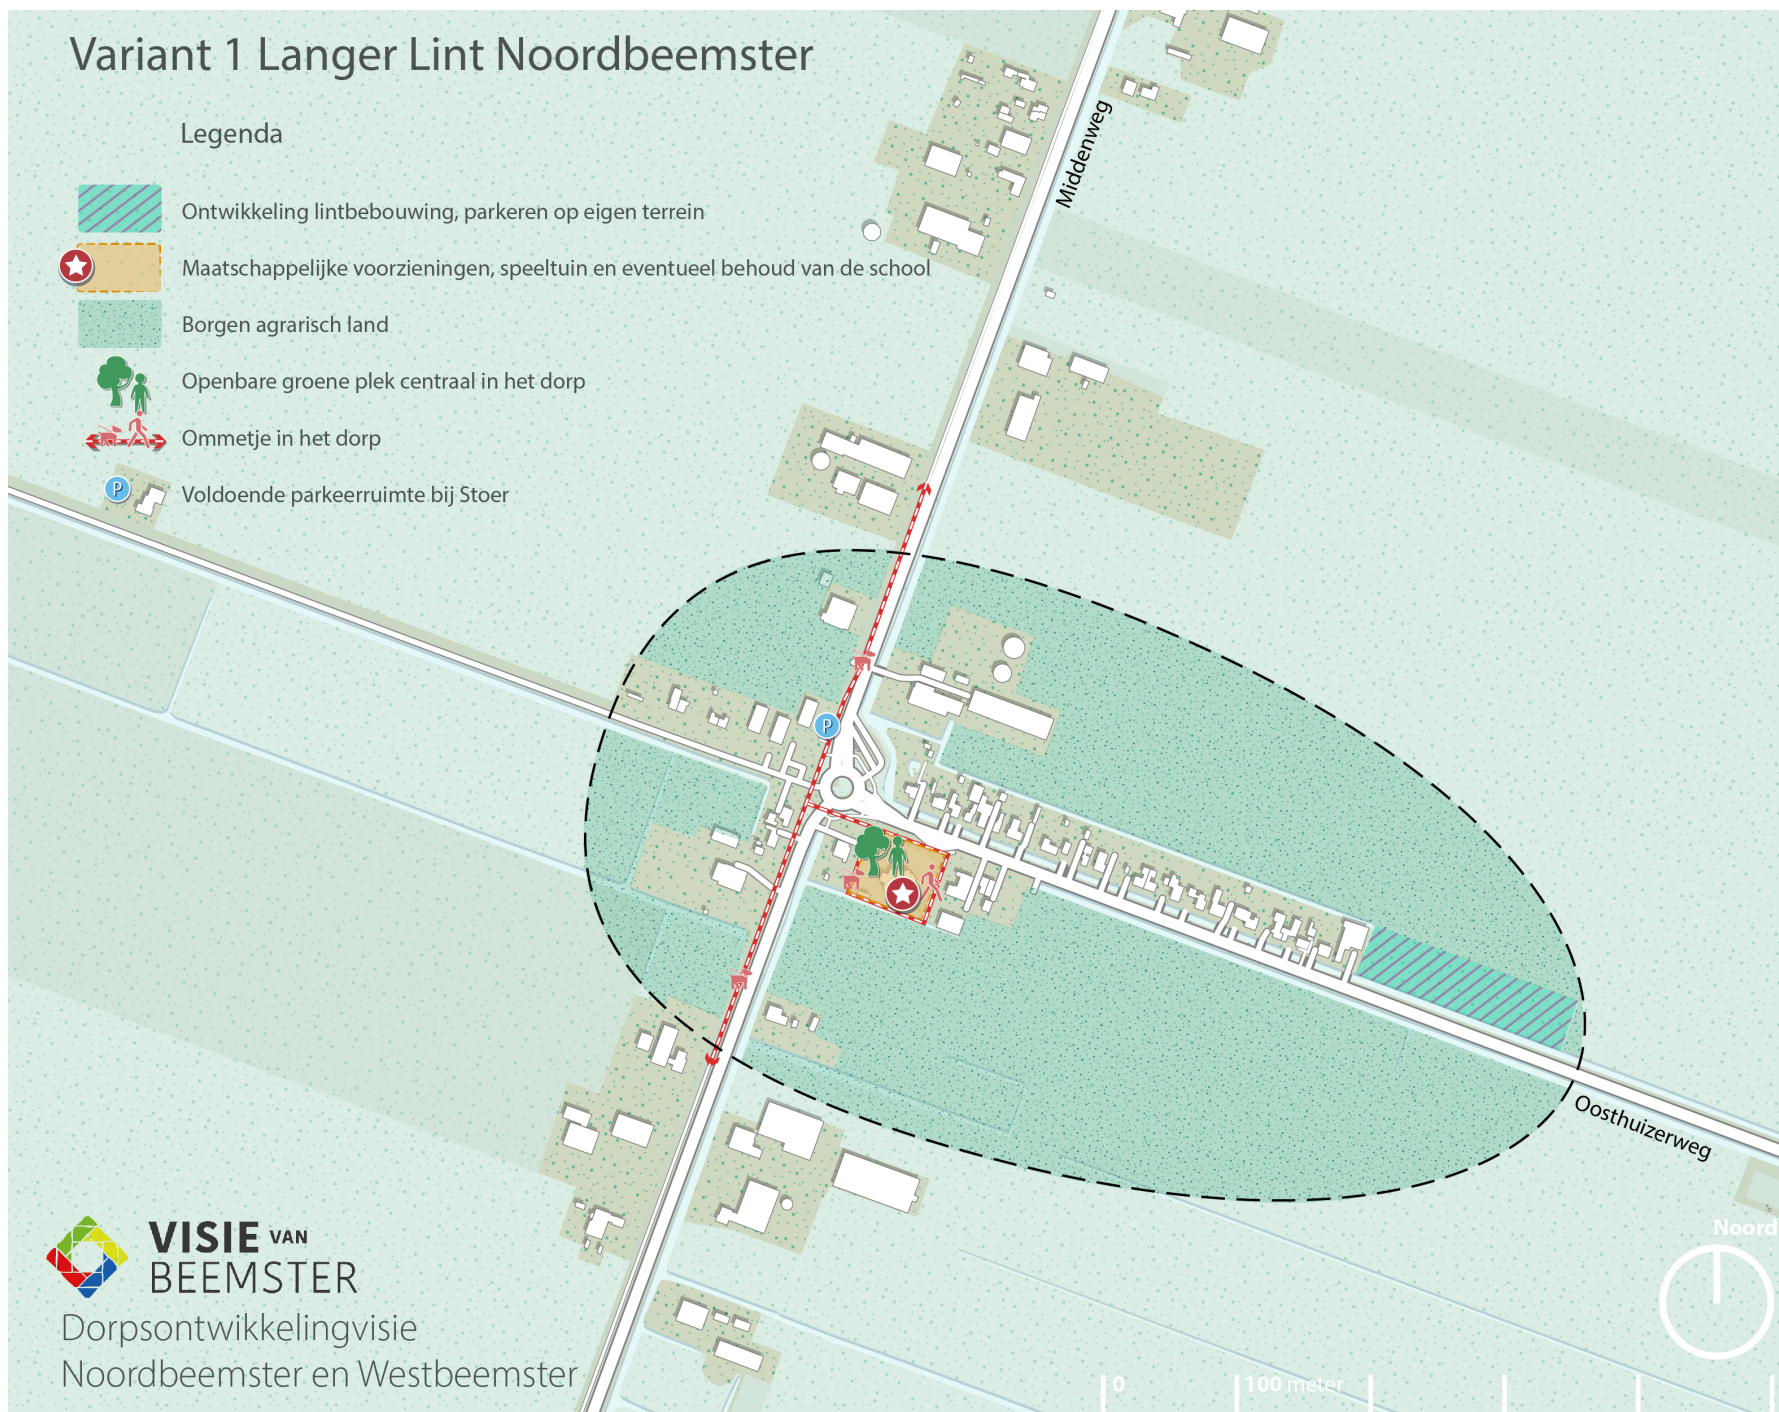 Variant 1 Langer Lint Noordbeemster
Legenda
Ontwikkeling lintbebouwing, parkeren op eigen terrein
Maatschappelijke voorzieningen, speeltuin en eventueel behoud van de school
Borgen agrarisch land
Openbare groene plek centraal in het dorp
Ommetje in het dorp
P
Voldoende parkeerruimte bij Stoer
Middenweg
P
Oosthuizerweg
VISIE VAN
BEEMSTER
Dorpsontwikkelingvisie
Noordbeemster en Westbeemster
Noord
0 100 meter